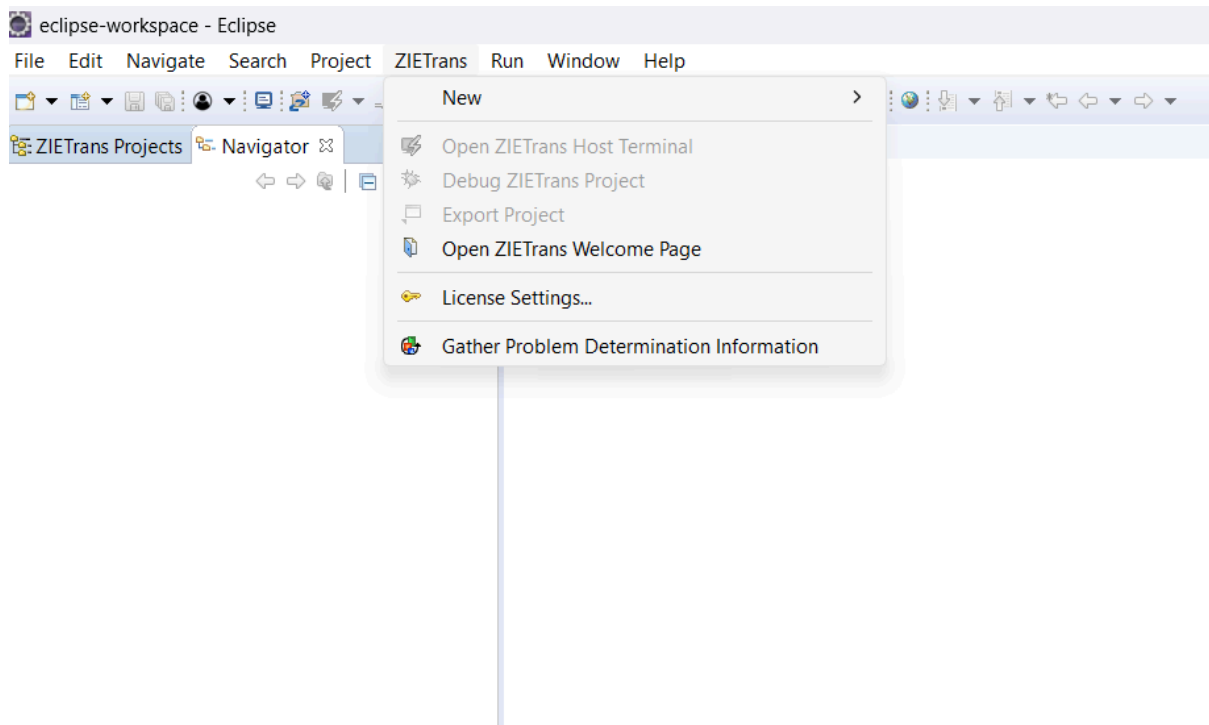 eclipse-workspace - Eclipse
File Edit Navigate Search Project ZIETrans Run Window Help
New
ZIETrans Projects Navigator
Open ZIETrans Host Terminal
Debug ZIETrans Project
Export Project
Open ZIETrans Welcome Page
License Settings...
Gather Problem Determination Information